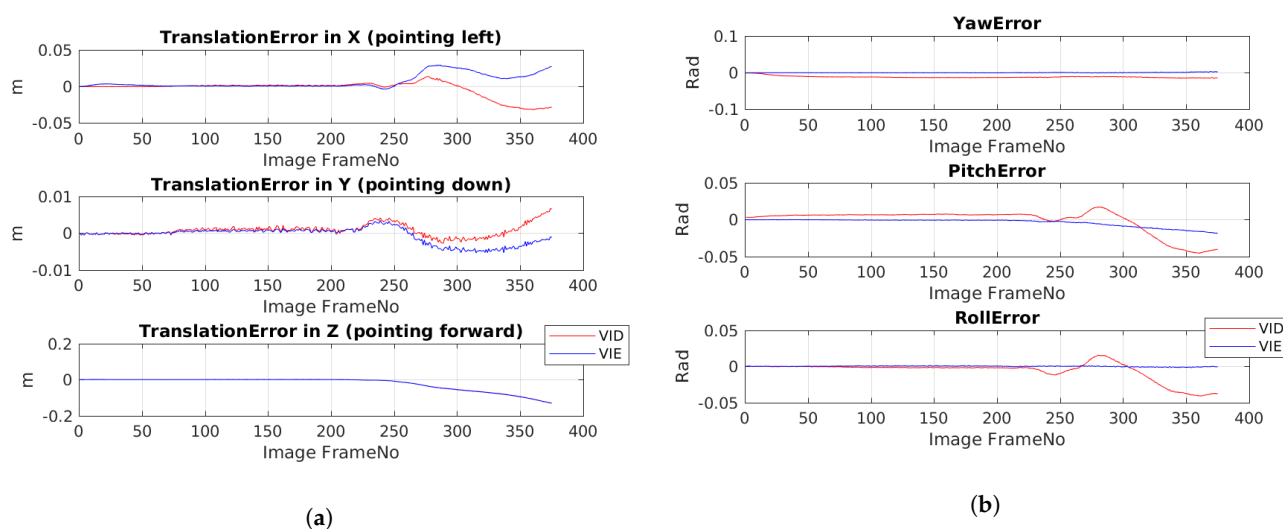 TranslationError in X (pointing left)
0.05
0
-0.05
m
0 50 100 150 200 250 300 350 400
Image FrameNo
TranslationError in Y (pointing down)
0.01
0
-0.01
m
0 50 100 150 200 250 300 350 400
Image FrameNo
TranslationError in Z (pointing forward)
0.2
0
-0.2
m
VID
VIE
0 50 100 150 200 250 300 350 400
Image FrameNo
(a)
YawError
0.1
0
-0.1
Rad
0 50 100 150 200 250 300 350 400
Image FrameNo
PitchError
0.05
0
-0.05
Rad
0 50 100 150 200 250 300 350 400
Image FrameNo
RollError
0.05
0
-0.05
Rad
VID
VIE
0 50 100 150 200 250 300 350 400
Image FrameNo
(b)